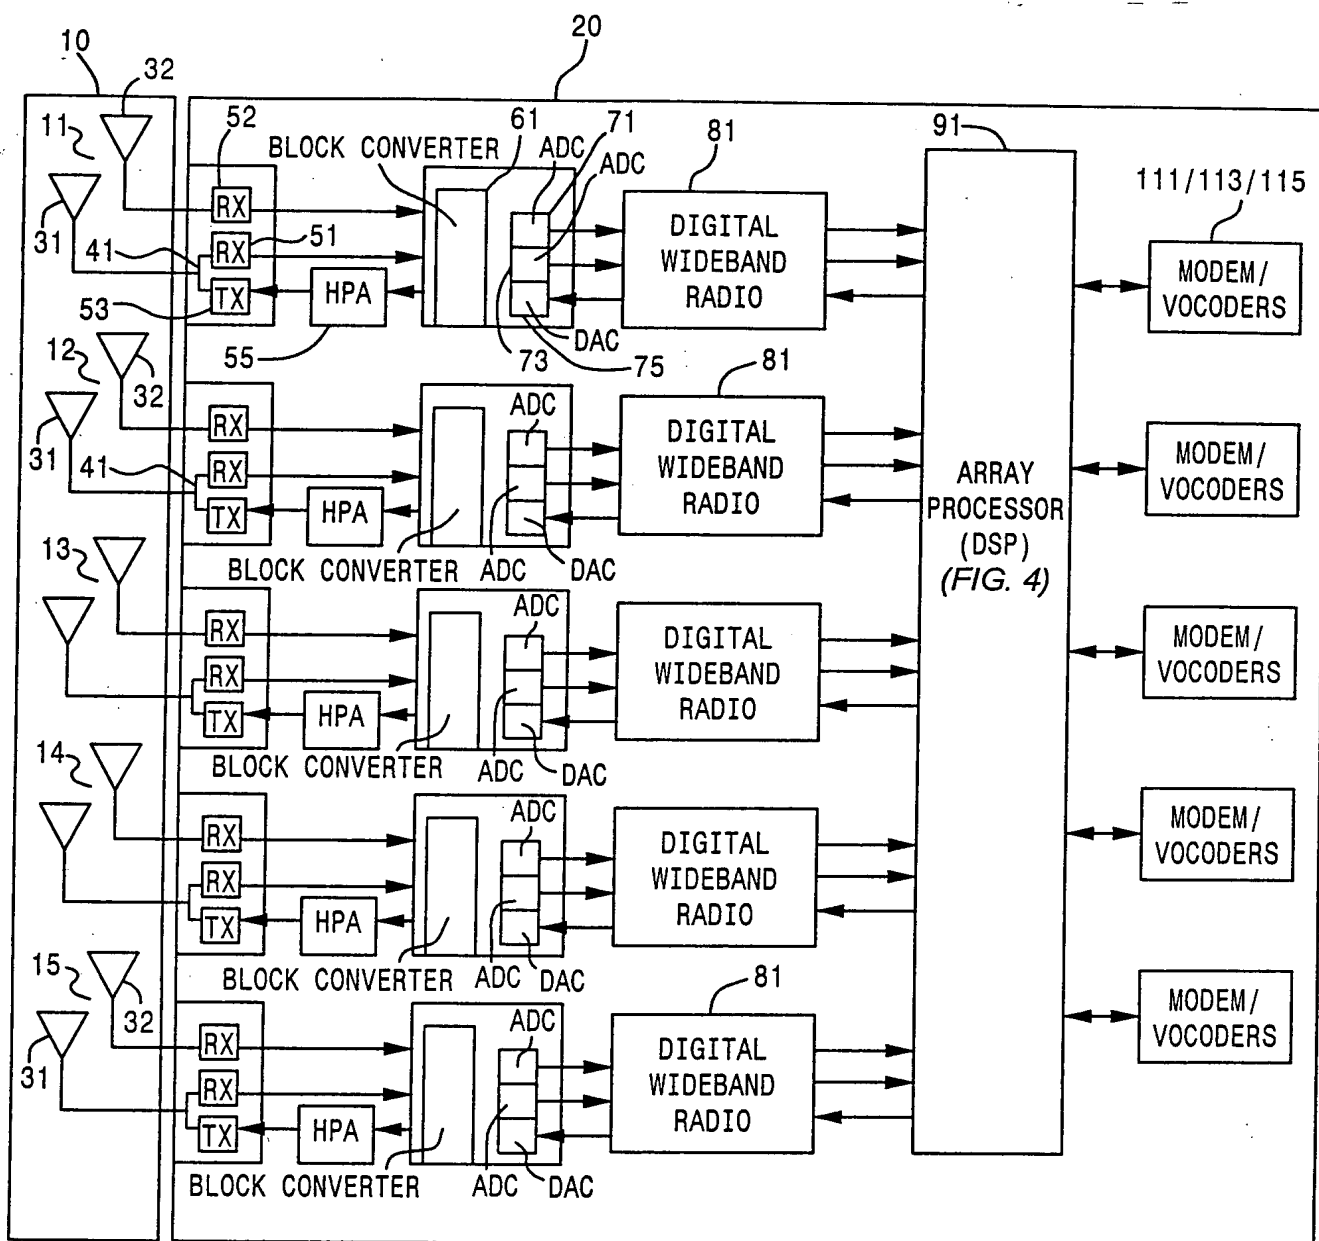 10
32
20
11
52
BLOCK CONVERTER
61
ADC
71
ADC
81
91
111/113/115
31
41
RX
RX
51
TX
53
HPA
55
73
DAC
75
DIGITAL
WIDEBAND
RADIO
MODEM/
VOCODERS
12
32
31
41
RX
RX
TX
HPA
BLOCK CONVERTER
ADC
ADC
DAC
81
DIGITAL
WIDEBAND
RADIO
ARRAY
PROCESSOR
(DSP)
(FIG. 4)
MODEM/
VOCODERS
13
RX
RX
TX
HPA
BLOCK CONVERTER
ADC
ADC
DAC
DIGITAL
WIDEBAND
RADIO
MODEM/
VOCODERS
14
RX
RX
TX
HPA
BLOCK CONVERTER
ADC
ADC
DAC
DIGITAL
WIDEBAND
RADIO
MODEM/
VOCODERS
15
32
31
RX
RX
TX
HPA
BLOCK CONVERTER
ADC
ADC
DAC
81
DIGITAL
WIDEBAND
RADIO
MODEM/
VOCODERS